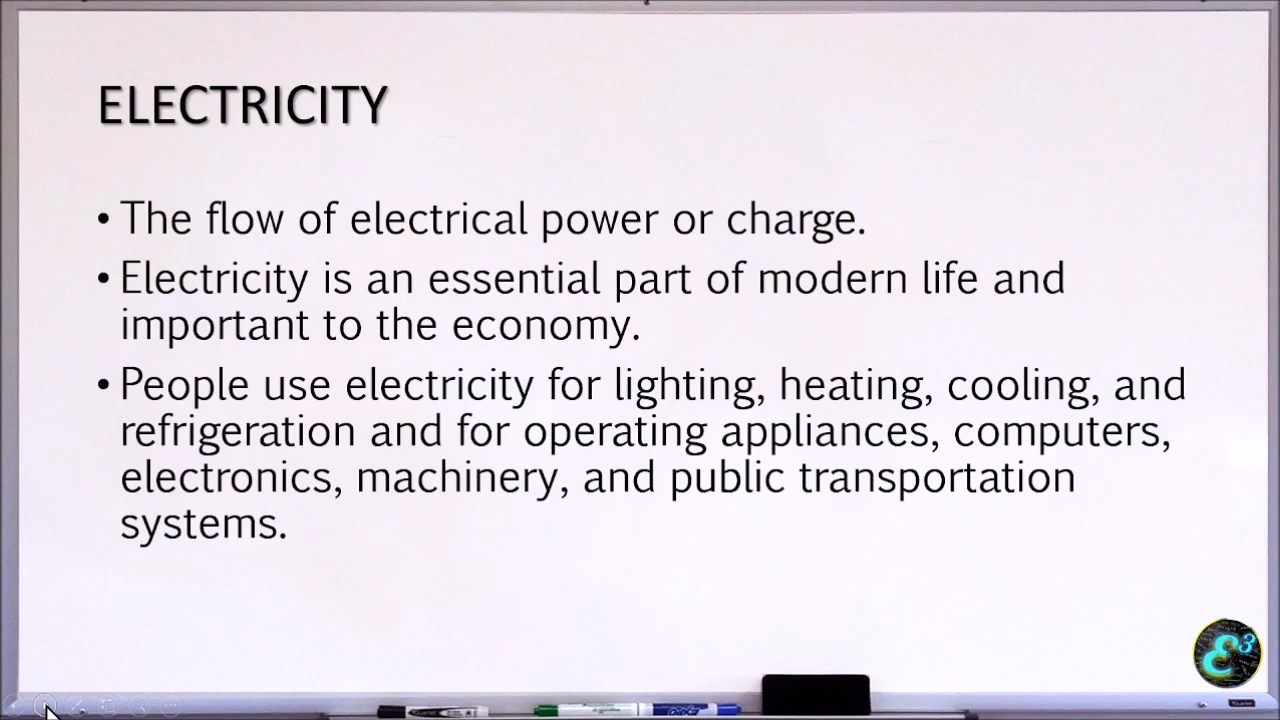 ELECTRICITY
• The flow of electrical power or charge.
• Electricity is an essential part of modern life and
important to the economy.
• People use electricity for lighting, heating, cooling, and
refrigeration and for operating appliances, computers,
electronics, machinery, and public transportation
systems.
ε3